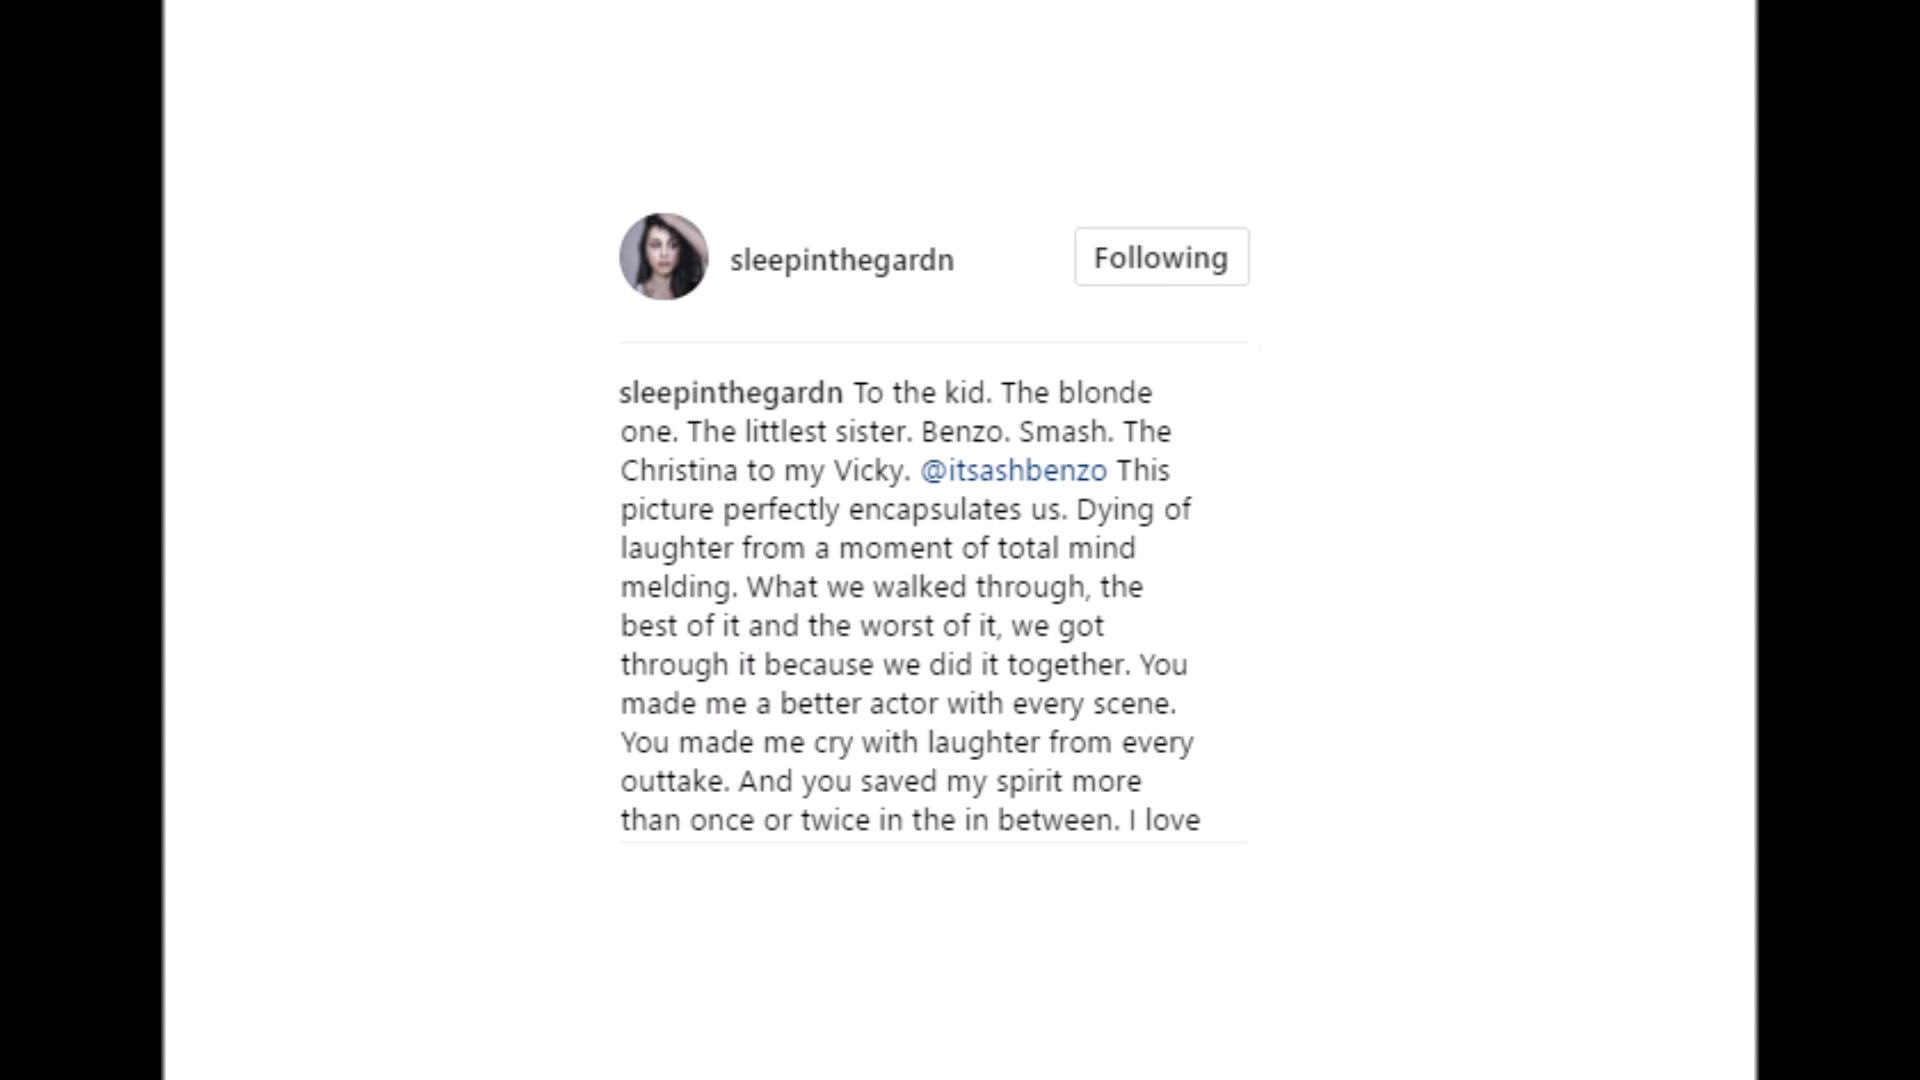 sleepinthegardn
Following
sleepinthegardn To the kid. The blonde
one. The littlest sister. Benzo. Smash. The
Christina to my Vicky. @itsashbenzo This
picture perfectly encapsulates us. Dying of
laughter from a moment of total mind
melding. What we walked through, the
best of it and the worst of it, we got
through it because we did it together. You
made me a better actor with every scene.
You made me cry with laughter from every
outtake. And you saved my spirit more
than once or twice in the in between. I love